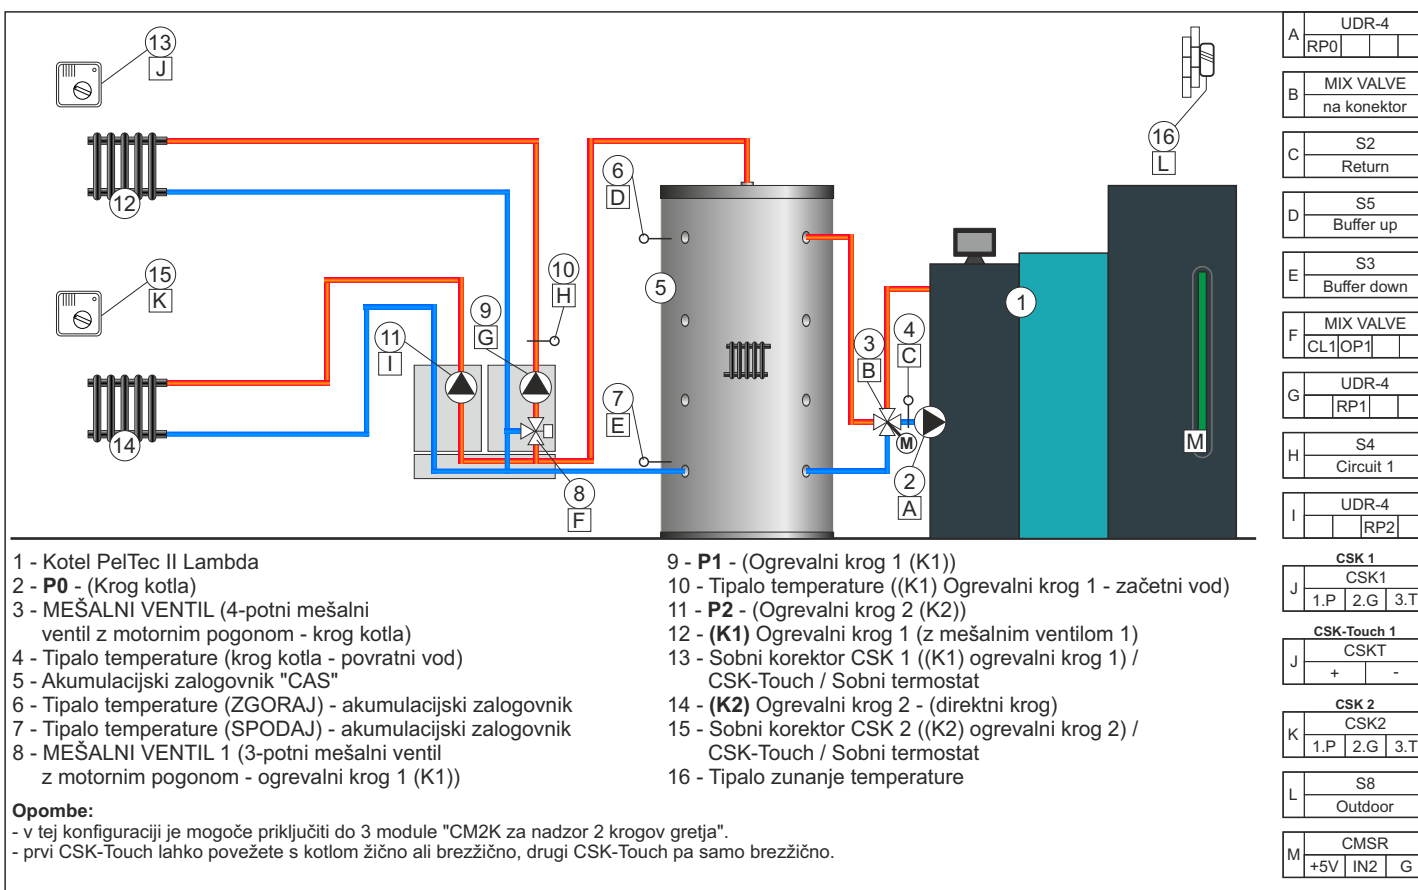 13
J
12
15
K
14
11
I
9
G
10
H
8
F
6
D
5
7
E
3
B
4
C
M
2
A
1
16
L
M
1 - Kotel PelTec II Lambda
2 - P0 - (Krog kotla)
3 - MEŠALNI VENTIL (4-potni mešalni
ventil z motornim pogonom - krog kotla)
4 - Tipalo temperature (krog kotla - povratni vod)
5 - Akumulacijski zalogovnik "CAS"
6 - Tipalo temperature (ZGORAJ) - akumulacijski zalogovnik
7 - Tipalo temperature (SPODAJ) - akumulacijski zalogovnik
8 - MEŠALNI VENTIL 1 (3-potni mešalni ventil
z motornim pogonom - ogrevalni krog 1 (K1))
9 - P1 - (Ogrevalni krog 1 (K1))
10 - Tipalo temperature ((K1) Ogrevalni krog 1 - začetni vod)
11 - P2 - (Ogrevalni krog 2 (K2))
12 - (K1) Ogrevalni krog 1 (z mešalnim ventilom 1)
13 - Sobni korektor CSK 1 ((K1) ogrevalni krog 1) /
CSK-Touch / Sobni termostat
14 - (K2) Ogrevalni krog 2 - (direktni krog)
15 - Sobni korektor CSK 2 ((K2) ogrevalni krog 2) /
CSK-Touch / Sobni termostat
16 - Tipalo zunanje temperature
Opombe:
- v tej konfiguraciji je mogoče priključiti do 3 module "CM2K za nadzor 2 krogov gretja".
- prvi CSK-Touch lahko povežete s kotlom žično ali brezžično, drugi CSK-Touch pa samo brezžično.
A UDR-4
RP0
B MIX VALVE
na konektor
C S2
Return
D S5
Buffer up
E S3
Buffer down
F MIX VALVE
CL1 OP1
G UDR-4
RP1
H S4
Circuit 1
I UDR-4
RP2
CSK 1
J CSK1
1.P 2.G 3.T
CSK-Touch 1
J CSKT
+ -
CSK 2
K CSK2
1.P 2.G 3.T
L S8
Outdoor
M CMSR
+5V IN2 G